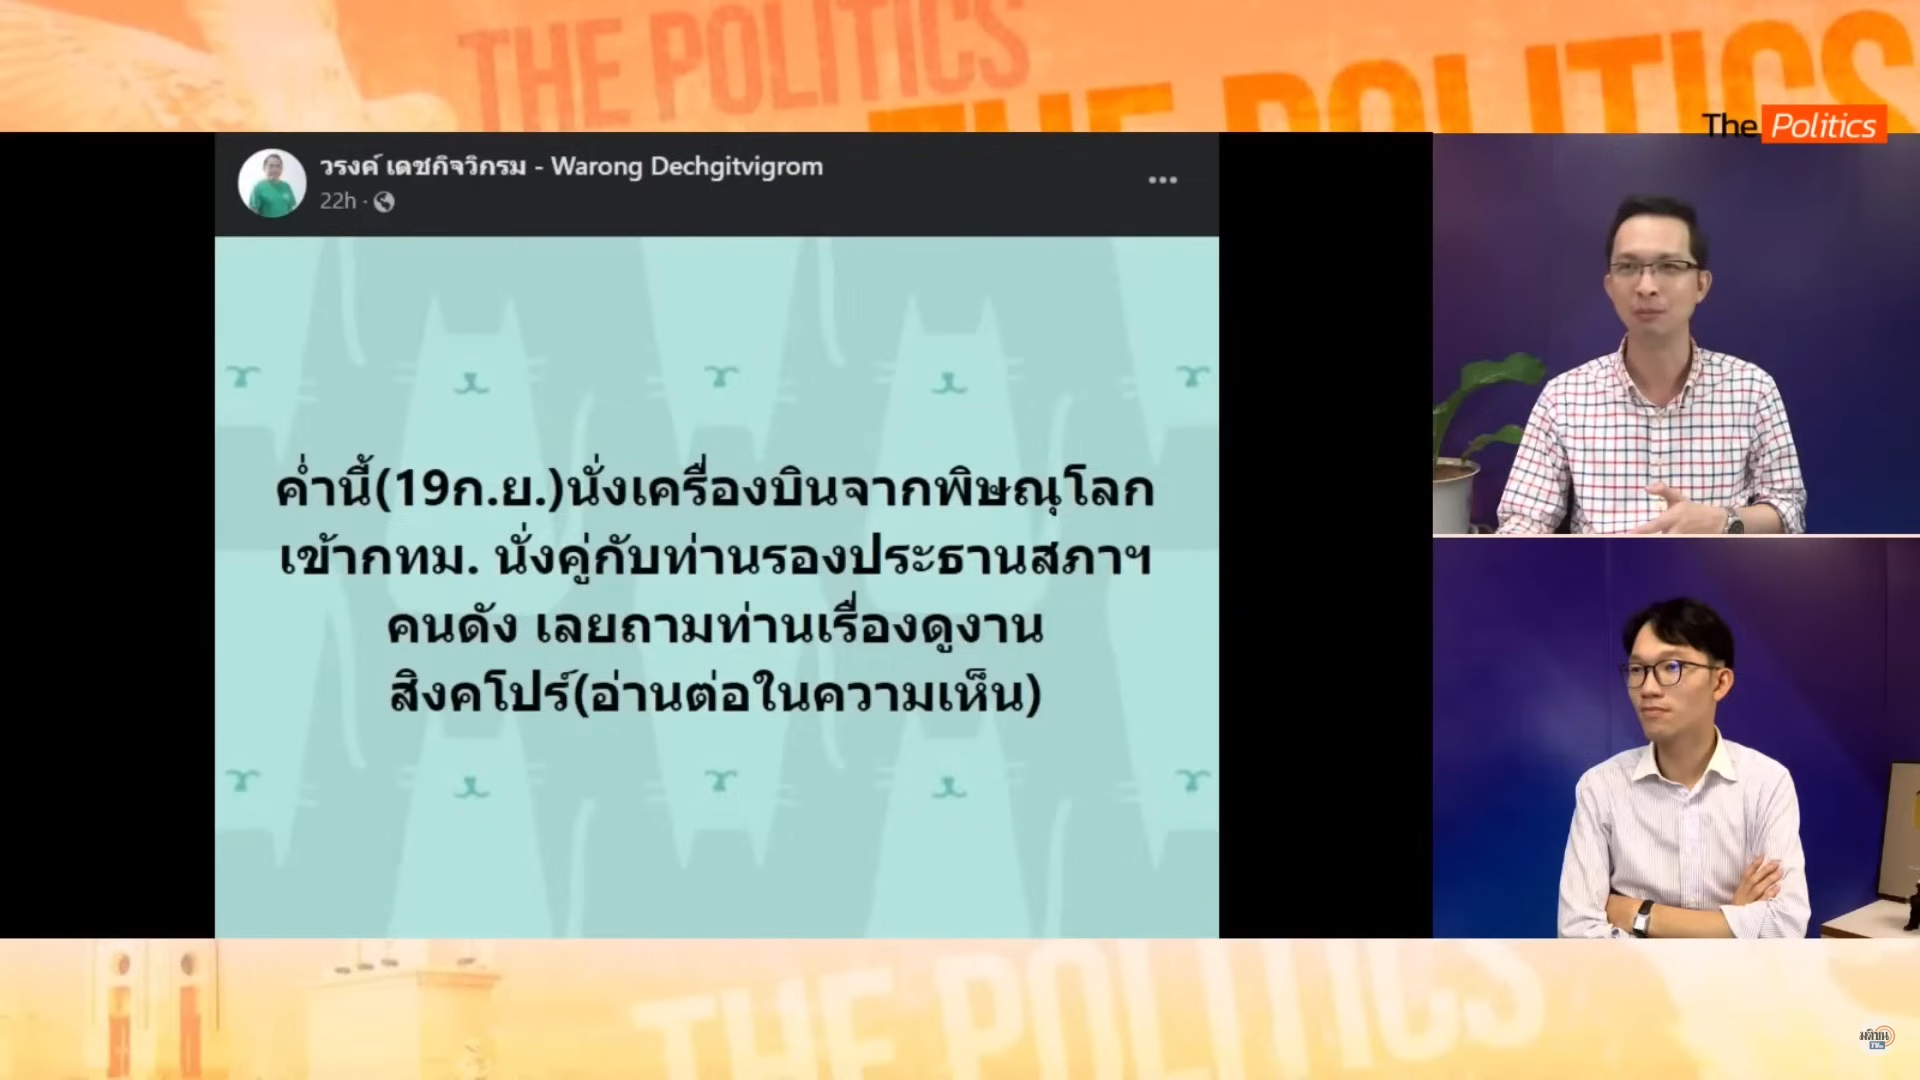 THE POLITICS
THE POLITICS
The Politics
วรงค์ เดชกิจวิกรม - Warong Dechgitvigrom
22h ·
ค่ำนี้(19ก.ย.)นั่งเครื่องบินจากพิษณุโลก
เข้ากทม. นั่งคู่กับท่านรองประธานสภาฯ
คนดัง เลยถามท่านเรื่องดูงาน
สิงคโปร์(อ่านต่อในความเห็น)
THE POLITICS
มติชน